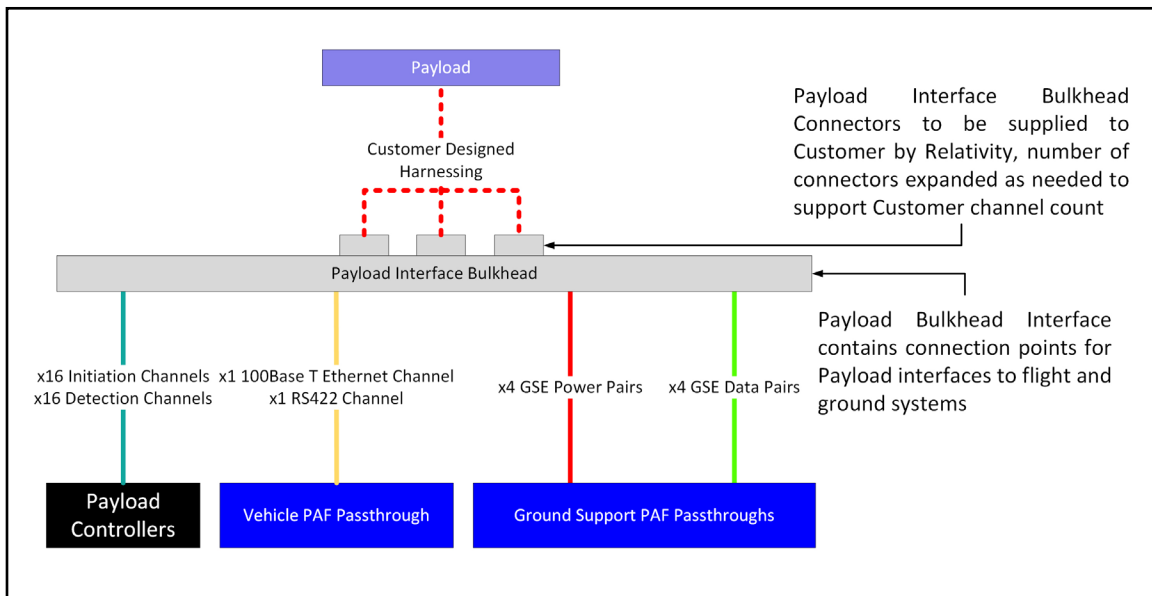 Payload
Customer Designed
Harnessing
Payload Interface Bulkhead
Connectors to be supplied to
Customer by Relativity, number of
connectors expanded as needed to
support Customer channel count
Payload Interface Bulkhead
Payload Bulkhead Interface
contains connection points for
Payload interfaces to flight and
ground systems
x16 Initiation Channels
x16 Detection Channels
x1 100Base T Ethernet Channel
x1 RS422 Channel
x4 GSE Power Pairs
x4 GSE Data Pairs
Payload
Controllers
Vehicle PAF Passthrough
Ground Support PAF Passthroughs